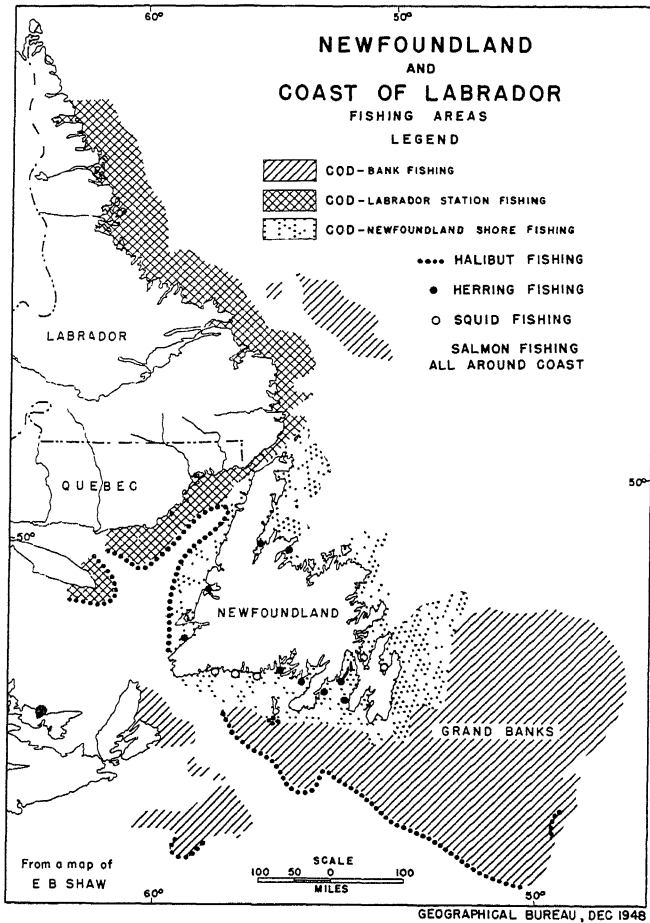 60°
50°
NEWFOUNDLAND
AND
COAST OF LABRADOR
FISHING AREAS
LEGEND
COD-BANK FISHING
COD-LABRADOR STATION FISHING
COD-NEWFOUNDLAND SHORE FISHING
HALIBUT FISHING
HERRING FISHING
SQUID FISHING
SALMON FISHING
ALL AROUND COAST
LABRADOR
QUEBEC
50°
50°
NEWFOUNDLAND
GRAND BANKS
From a map of
E B SHAW
SCALE
100 50 0 100
MILES
60°
50°
GEOGRAPHICAL BUREAU, DEC 1948